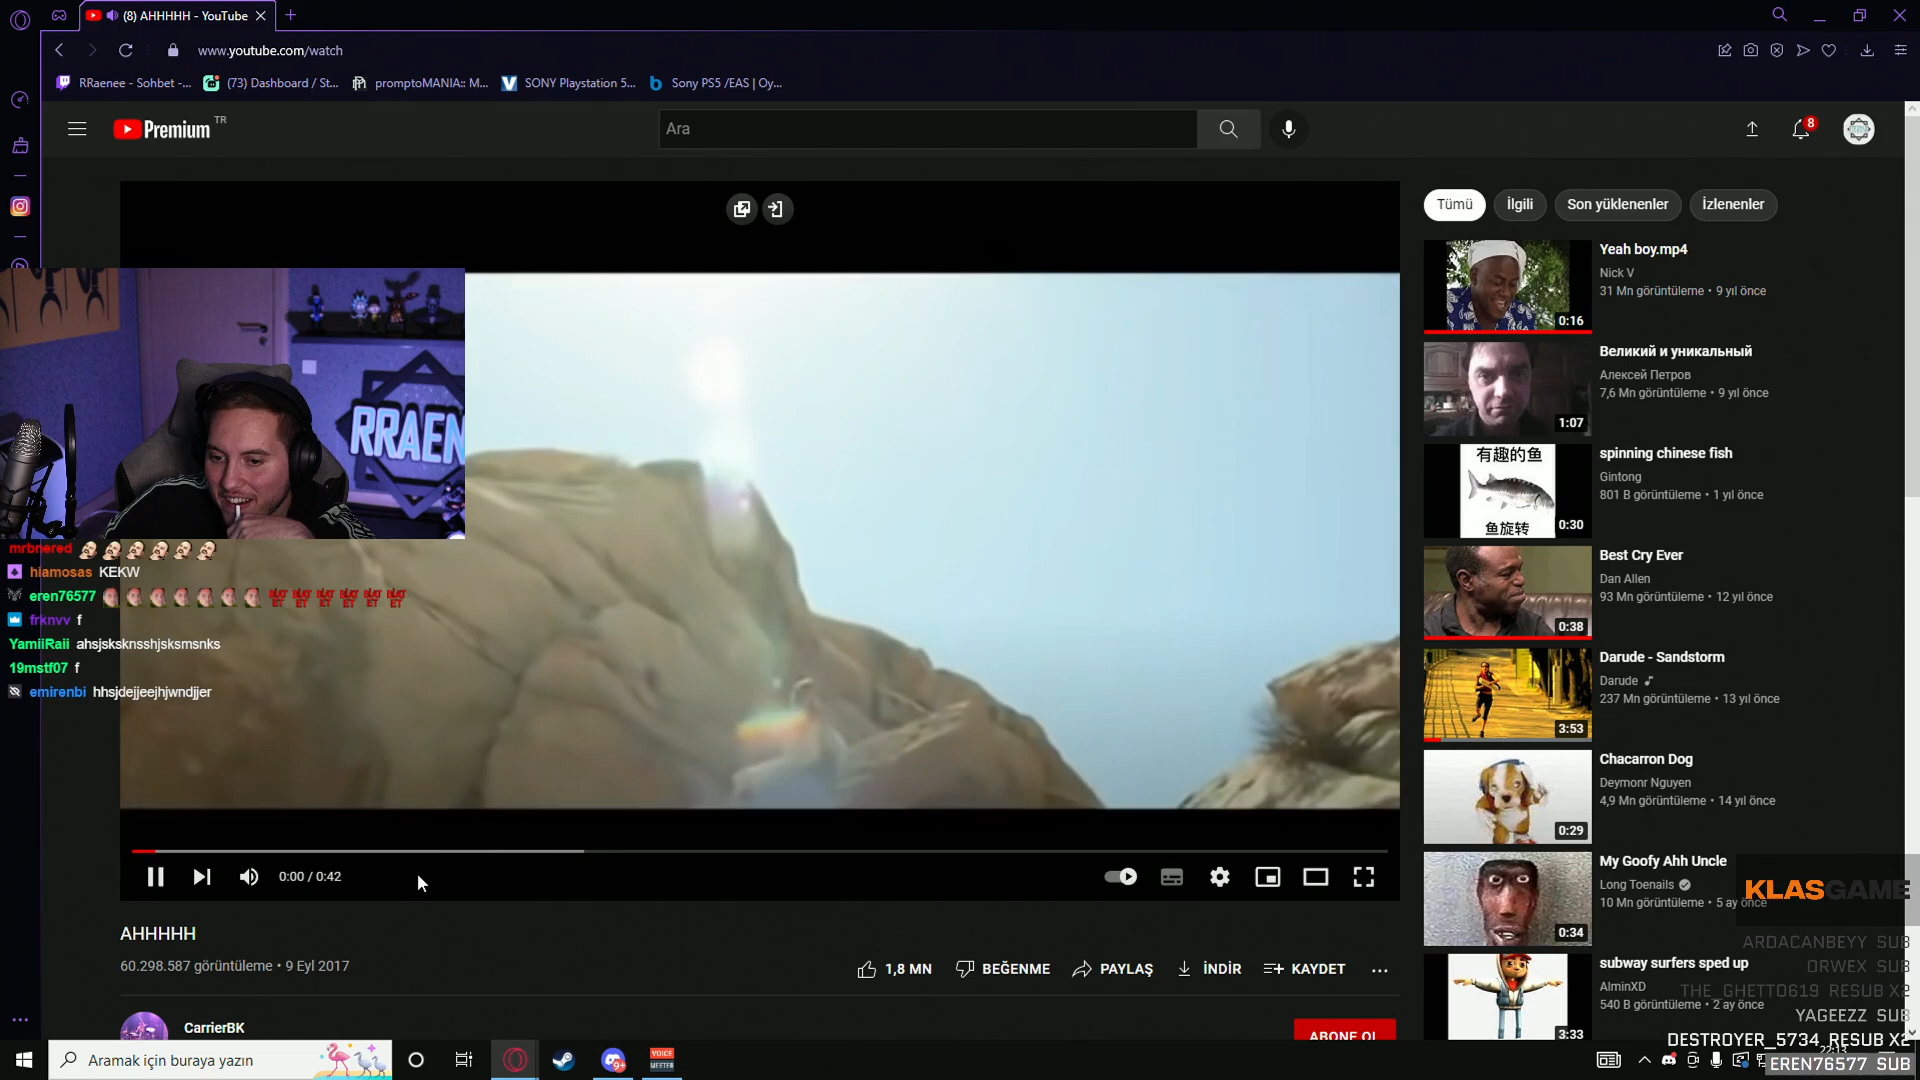 (8) AHHHHH - YouTube
www.youtube.com/watch
RRaenee - Sohbet -...
(73) Dashboard / St...
promptoMANIA:: M...
SONY Playstation 5...
Sony PS5 /EAS | Oy...
Premium TR
Ara
8
Tümü
İlgili
Son yüklenenler
İzlenenler
Yeah boy.mp4
Nick V
31 Mn görüntüleme • 9 yıl önce
0:16
Великий и уникальный
Алексей Петров
7,6 Mn görüntüleme • 9 yıl önce
1:07
有趣的鱼
鱼旋转
0:30
spinning chinese fish
Gintong
801 B görüntüleme • 1 yıl önce
Best Cry Ever
Dan Allen
93 Mn görüntüleme • 12 yıl önce
0:38
Darude - Sandstorm
Darude
237 Mn görüntüleme • 13 yıl önce
3:53
Chacarron Dog
Deymonr Nguyen
4,9 Mn görüntüleme • 14 yıl önce
0:29
My Goofy Ahh Uncle
Long Toenails
10 Mn görüntüleme • 5 ay önce
0:34
subway surfers sped up
AlminXD
540 B görüntüleme • 2 ay önce
3:33
RRAEN
mrbnered
hiamosas KEKW
eren76577
frknvv f
YamiiRaii ahsjsksknsshjsksmsnks
19mstf07 f
emirenbi hhsjdejjeejhjwndjjer
0:00 / 0:42
AHHHHH
60.298.587 görüntüleme • 9 Eyl 2017
1,8 MN
BEĞENME
PAYLAŞ
İNDİR
KAYDET
CarrierBK
ABONE OL
KLASGAME
ARDACANBEYY SUB
ORWEX SUB
THE_GHETTO619 RESUB X2
YAGEEZZ SUB
DESTROYER_5734 RESUB X2
EREN76577 SUB
Aramak için buraya yazın
9+
VOICE
MEETER
22:13